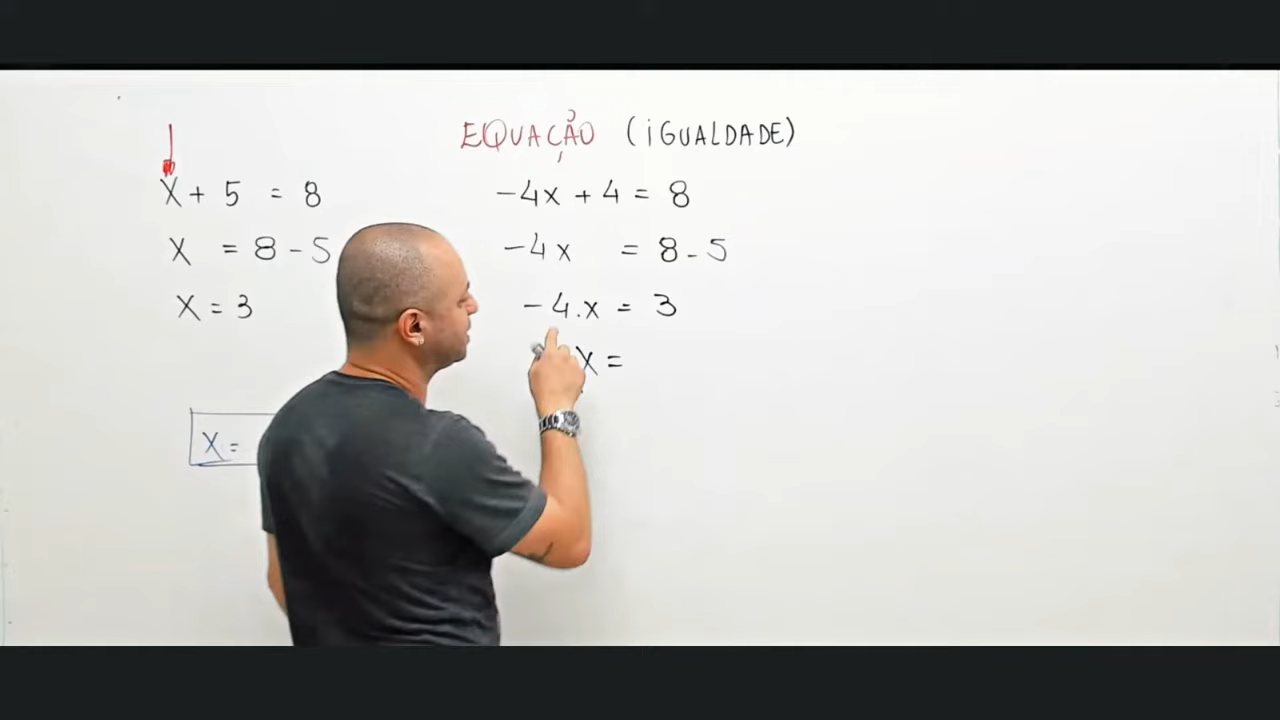 EQUAÇÃO (iGUALDADE)
X + 5 = 8
X = 8 - 5
X = 3
X =
-4x + 4 = 8
-4x = 8 - 5
-4.x = 3
X =